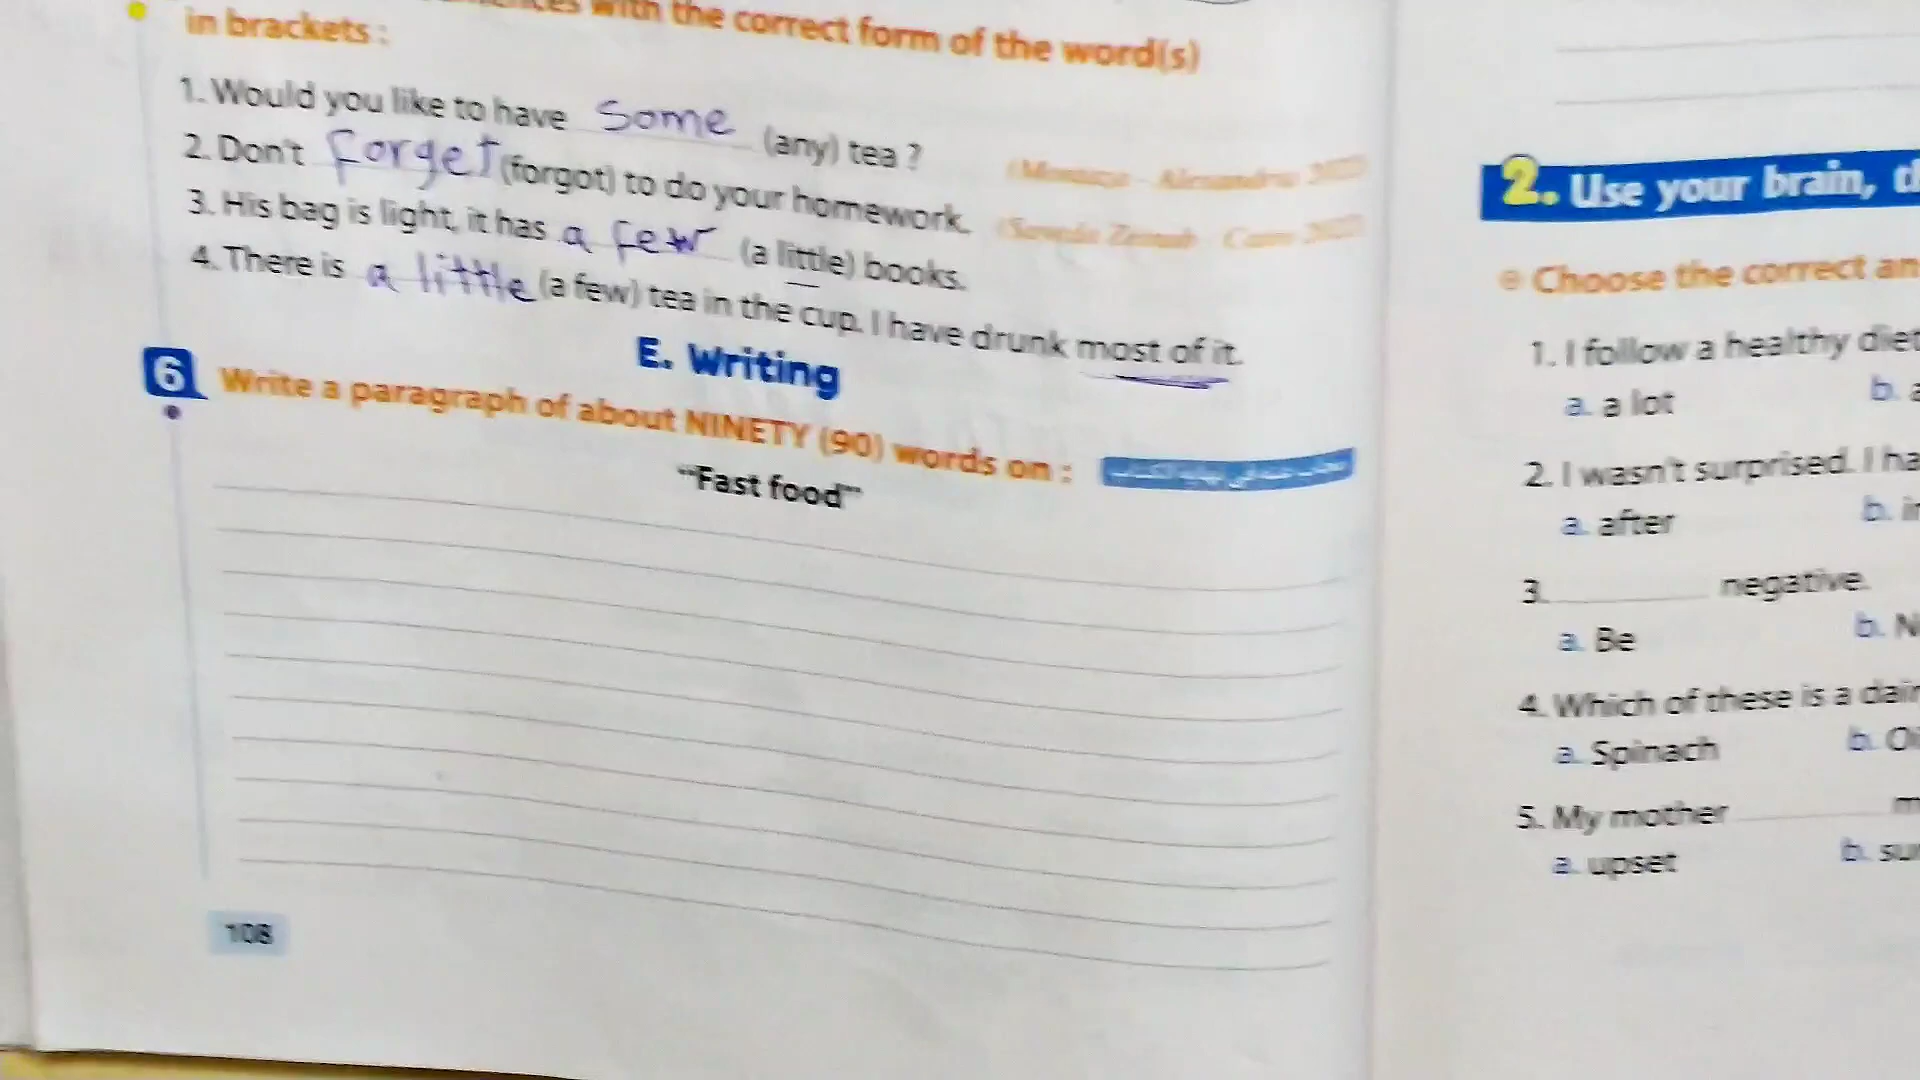 with the correct form of the word(s)
in brackets :
1. Would you like to have some (any) tea ?
2. Don't forget (forgot) to do your homework.
3. His bag is light, it has a few (a little) books.
4. There is a little (a few) tea in the cup. I have drunk most of it.
E. Writing
6 Write a paragraph of about NINETY (90) words on :
"Fast food"
108
2. Use your brain,
Choose the correct
1. I follow a healthy diet
a. a lot
b.
2. I wasn't surprised. I
a. after
b.
3. negative.
a. Be
b.
4. Which of these is a
a. Spinach
b.
5. My mother
a. upset
b.